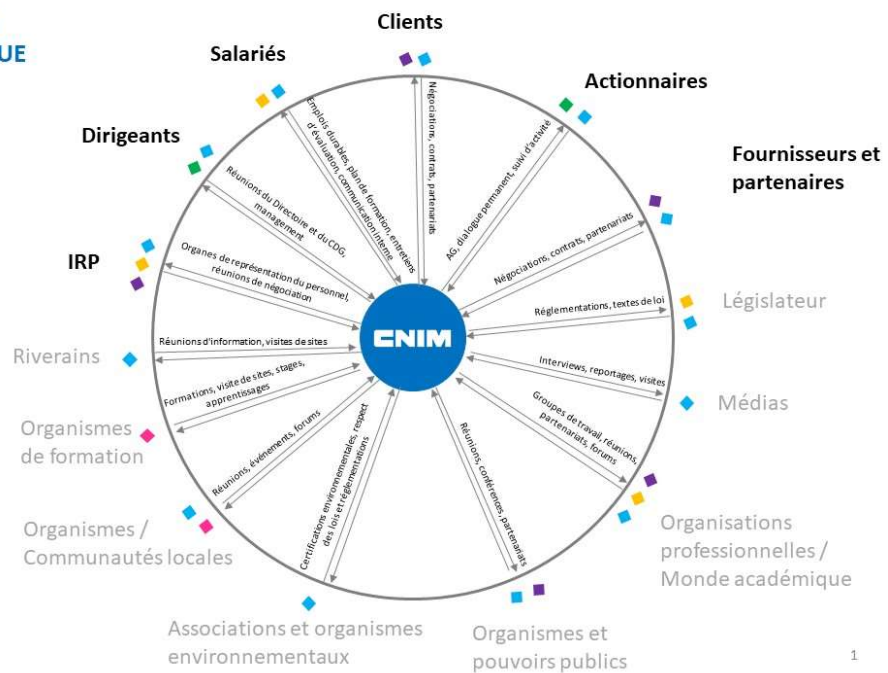 UE
Clients
Salariés
Actionnaires
Dirigeants
Fournisseurs et
partenaires
IRP
Législateur
Riverains
Médias
Organismes
de formation
Organismes /
Communautés locales
Organisations
professionnelles /
Monde académique
Associations et organismes
environnementaux
Organismes et
pouvoirs publics
CNIM
Négociations, contrats, partenariats
AG, dialogue permanent, suivi d'activité
Négociations, contrats, partenariats
Réglementations, textes de loi
Interviews, reportages, visites
Groupes de travail, réunions,
partenariats, forums
Réunions, conférences, partenariats
Certifications environnementales, respect
des lois et réglementations
Réunions, événements, forums
Formations, visite de sites, stages,
apprentissages
Réunions d'information, visites de sites
Organes de représentation du personnel,
réunions de négociation
Réunions du Directoire et du CDG,
management
Emplois durables, plan de formation, entretiens
d'évaluation, communication interne
1